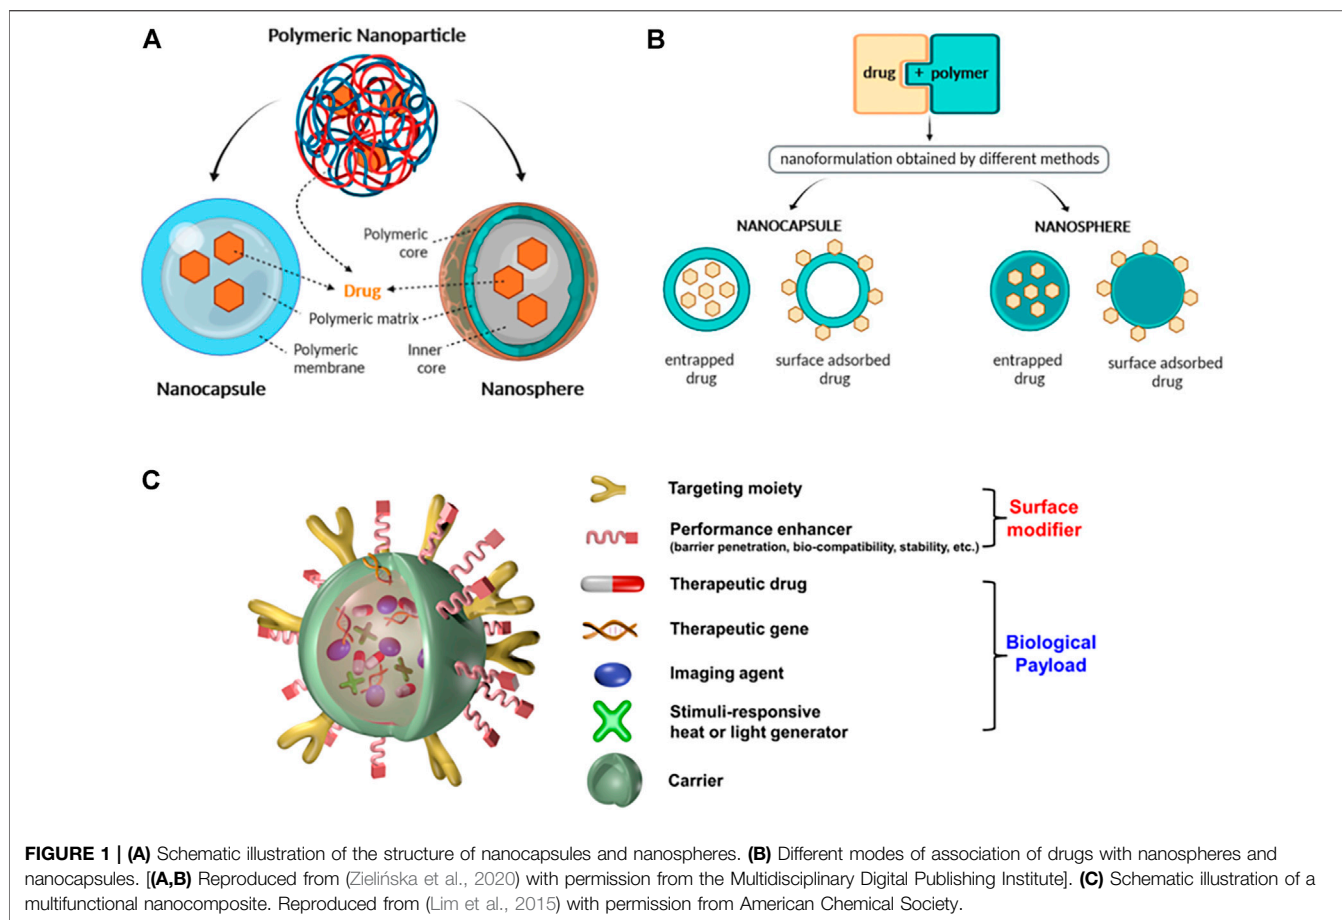 A
Polymeric Nanoparticle
Polymeric
core
Drug
Polymeric matrix
Polymeric
membrane
Inner
core
Nanocapsule
Nanosphere
B
drug + polymer
nanoformulation obtained by different methods
NANOCAPSULE
NANOSPHERE
entrapped
drug
surface adsorbed
drug
entrapped
drug
surface adsorbed
drug
C
Targeting moiety
Performance enhancer
(barrier penetration, bio-compatibility, stability, etc.)
Surface
modifier
Therapeutic drug
Therapeutic gene
Imaging agent
Stimuli-responsive
heat or light generator
Biological
Payload
Carrier
FIGURE 1 | (A) Schematic illustration of the structure of nanocapsules and nanospheres. (B) Different modes of association of drugs with nanospheres and
nanocapsules. [(A,B) Reproduced from (Zielińska et al., 2020) with permission from the Multidisciplinary Digital Publishing Institute]. (C) Schematic illustration of a
multifunctional nanocomposite. Reproduced from (Lim et al., 2015) with permission from American Chemical Society.